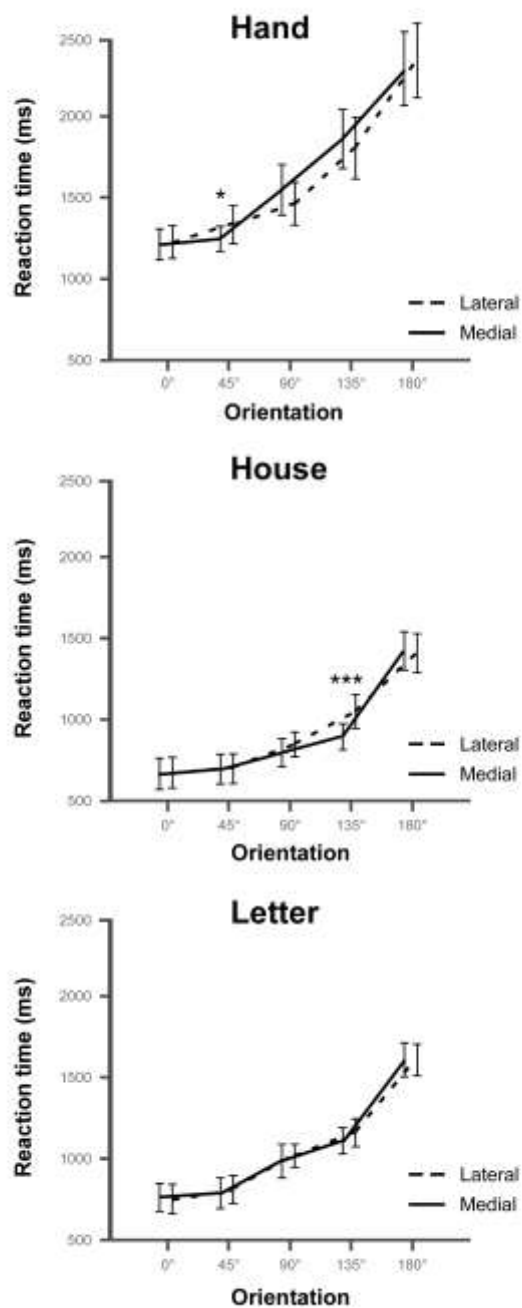 Hand
2500
2000
1500
1000
500
Reaction time (ms)
*
Lateral
Medial
0° 45° 90° 135° 180°
Orientation
House
2500
2000
1500
1000
500
Reaction time (ms)
***
Lateral
Medial
0° 45° 90° 135° 180°
Orientation
Letter
2500
2000
1500
1000
500
Reaction time (ms)
Lateral
Medial
0° 45° 90° 135° 180°
Orientation